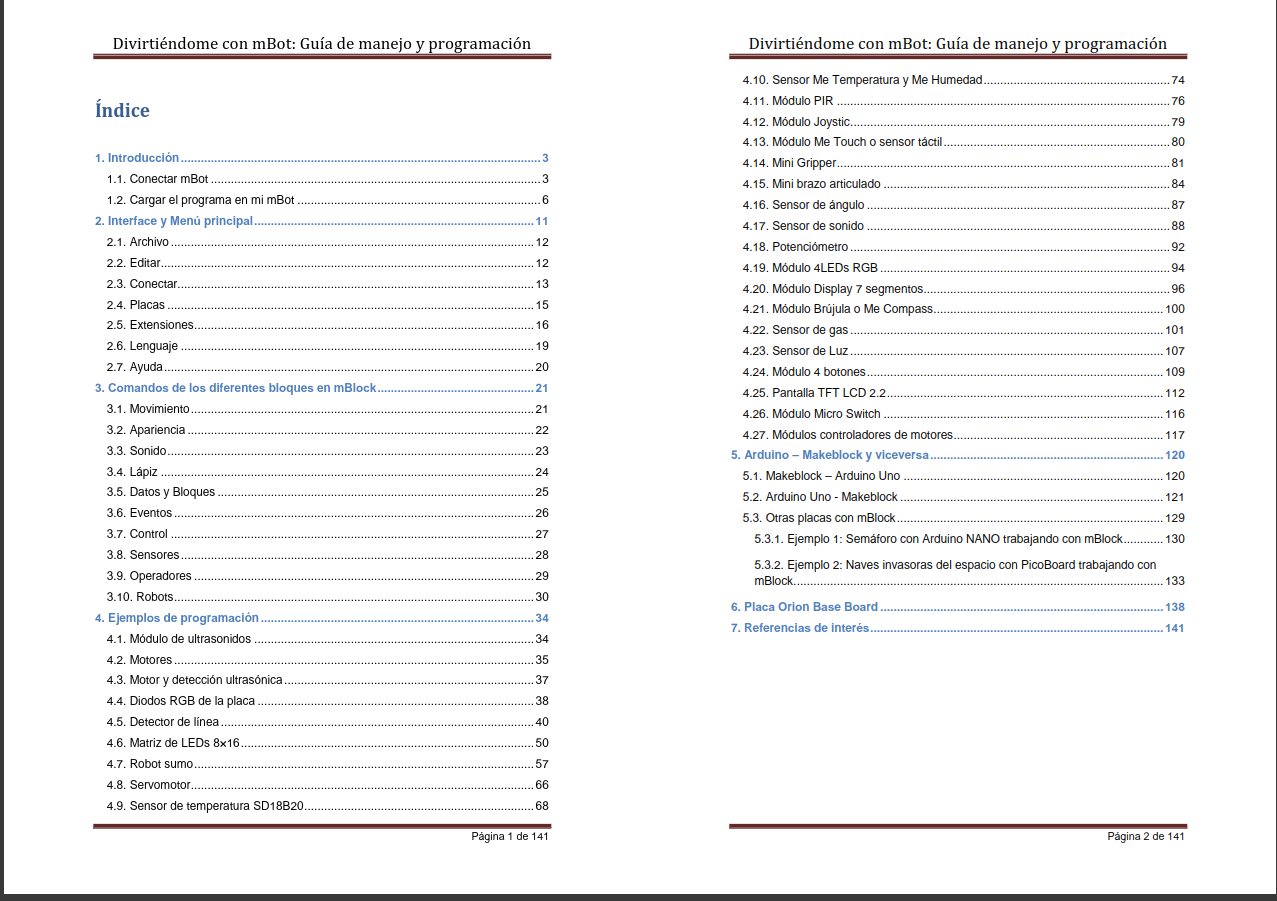 Divirtiéndome con mBot: Guía de manejo y programación
Índice
1. Introducción 3
1.1. Conectar mBot 3
1.2. Cargar el programa en mi mBot 6
2. Interface y Menú principal 11
2.1. Archivo 12
2.2. Editar 12
2.3. Conectar 13
2.4. Placas 15
2.5. Extensiones 16
2.6. Lenguaje 19
2.7. Ayuda 20
3. Comandos de los diferentes bloques en mBlock 21
3.1. Movimiento 21
3.2. Apariencia 22
3.3. Sonido 23
3.4. Lápiz 24
3.5. Datos y Bloques 25
3.6. Eventos 26
3.7. Control 27
3.8. Sensores 28
3.9. Operadores 29
3.10. Robots 30
4. Ejemplos de programación 34
4.1. Módulo de ultrasonidos 34
4.2. Motores 35
4.3. Motor y detección ultrasónica 37
4.4. Diodos RGB de la placa 38
4.5. Detector de línea 40
4.6. Matriz de LEDs 8×16 50
4.7. Robot sumo 57
4.8. Servomotor 66
4.9. Sensor de temperatura SD18B20 68
Página 1 de 141
Divirtiéndome con mBot: Guía de manejo y programación
4.10. Sensor Me Temperatura y Me Humedad 74
4.11. Módulo PIR 76
4.12. Módulo Joystic 79
4.13. Módulo Me Touch o sensor táctil 80
4.14. Mini Gripper 81
4.15. Mini brazo articulado 84
4.16. Sensor de ángulo 87
4.17. Sensor de sonido 88
4.18. Potenciómetro 92
4.19. Módulo 4LEDs RGB 94
4.20. Módulo Display 7 segmentos 96
4.21. Módulo Brújula o Me Compass 100
4.22. Sensor de gas 101
4.23. Sensor de Luz 107
4.24. Módulo 4 botones 109
4.25. Pantalla TFT LCD 2.2 112
4.26. Módulo Micro Switch 116
4.27. Módulos controladores de motores 117
5. Arduino – Makeblock y viceversa 120
5.1. Makeblock – Arduino Uno 120
5.2. Arduino Uno - Makeblock 121
5.3. Otras placas con mBlock 129
5.3.1. Ejemplo 1: Semáforo con Arduino NANO trabajando con mBlock 130
5.3.2. Ejemplo 2: Naves invasoras del espacio con PicoBoard trabajando con
mBlock 133
6. Placa Orion Base Board 138
7. Referencias de interés 141
Página 2 de 141